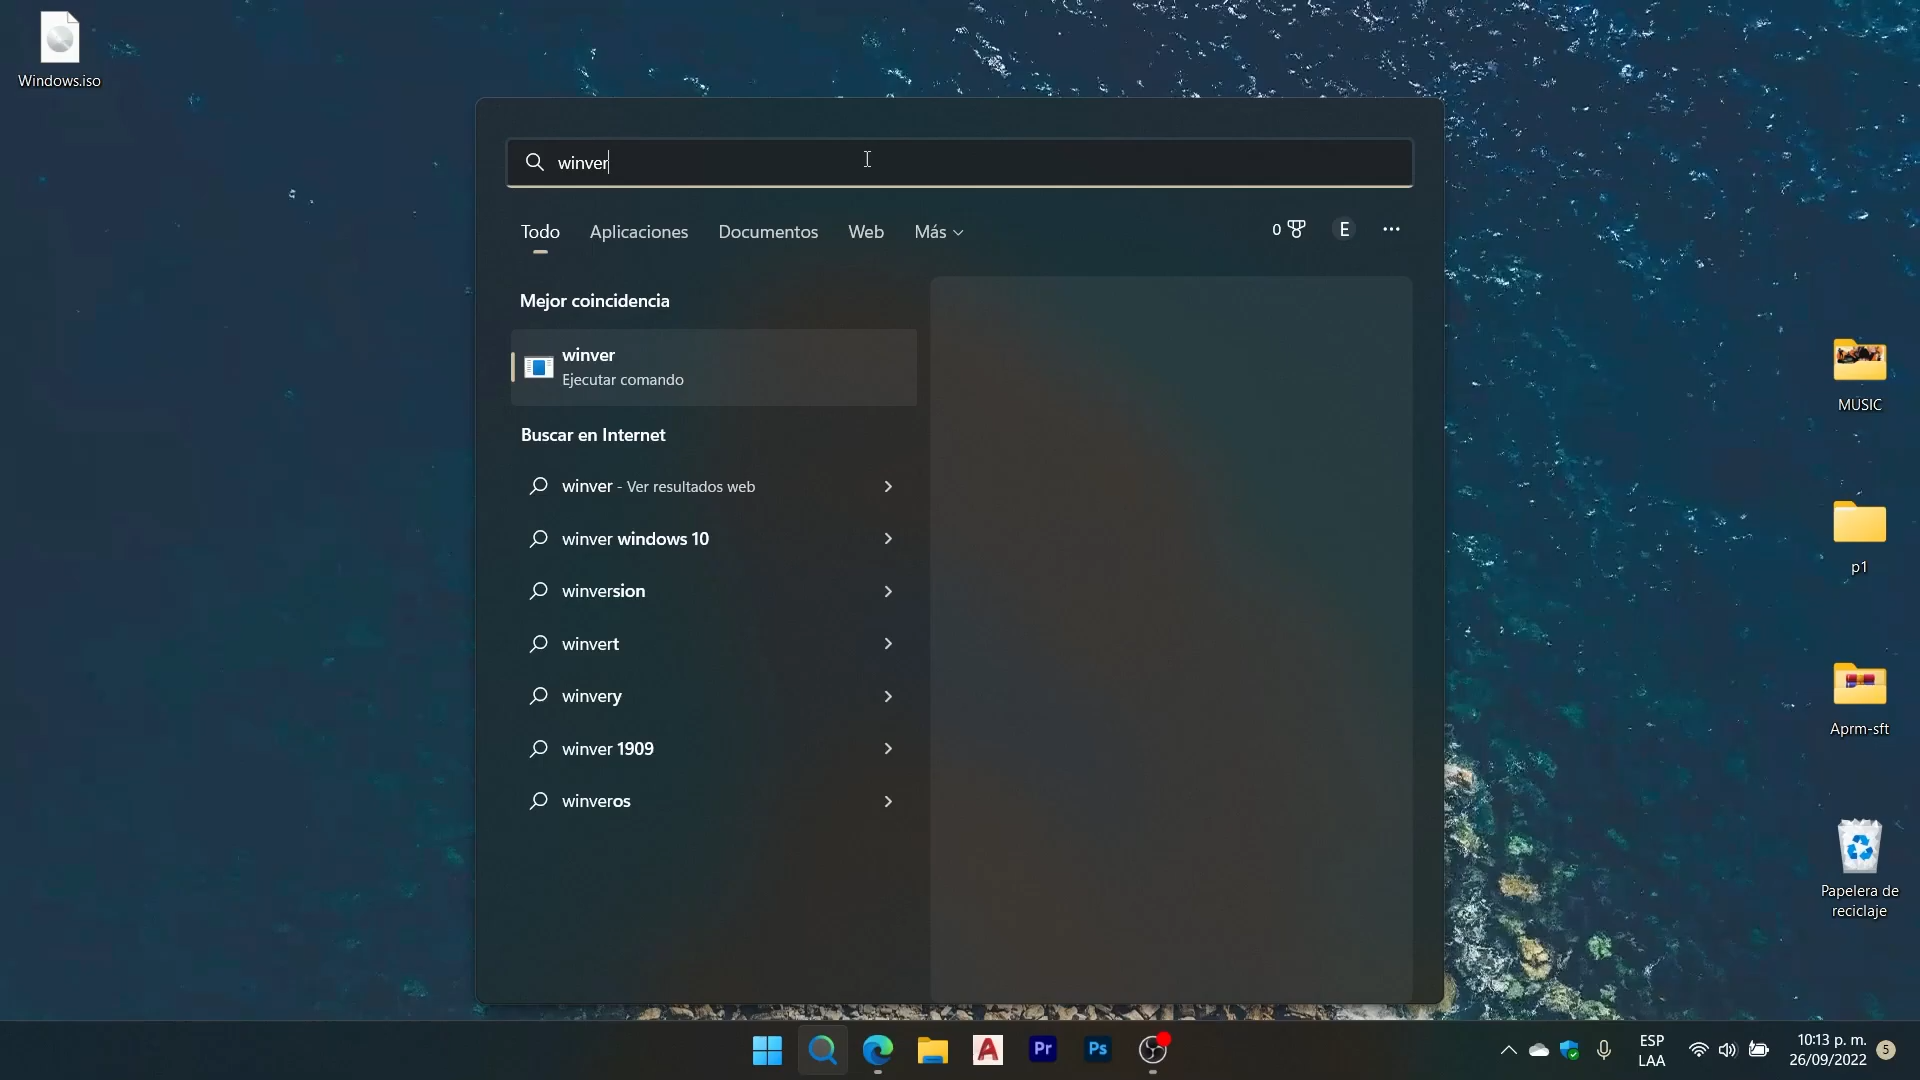 Windows.iso
winver
Todo
Aplicaciones
Documentos
Web
Más
0
E
Mejor coincidencia
winver
Ejecutar comando
Buscar en Internet
winver - Ver resultados web
winver windows 10
winversion
winvert
winvery
winver 1909
winveros
MUSIC
p1
Aprm-sft
Papelera de
reciclaje
A
Pr
Ps
ESP
LAA
10:13 p. m.
26/09/2022
5